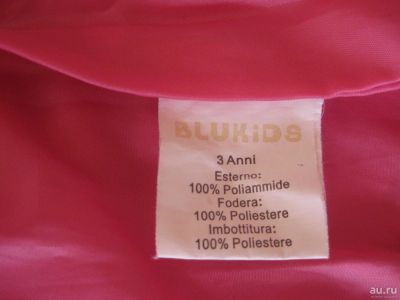 BLUKiDS
3 Anni
Esterno:
100% Poliammide
Fodera:
100% Poliestere
Imbottitura:
100% Poliestere
au.ru